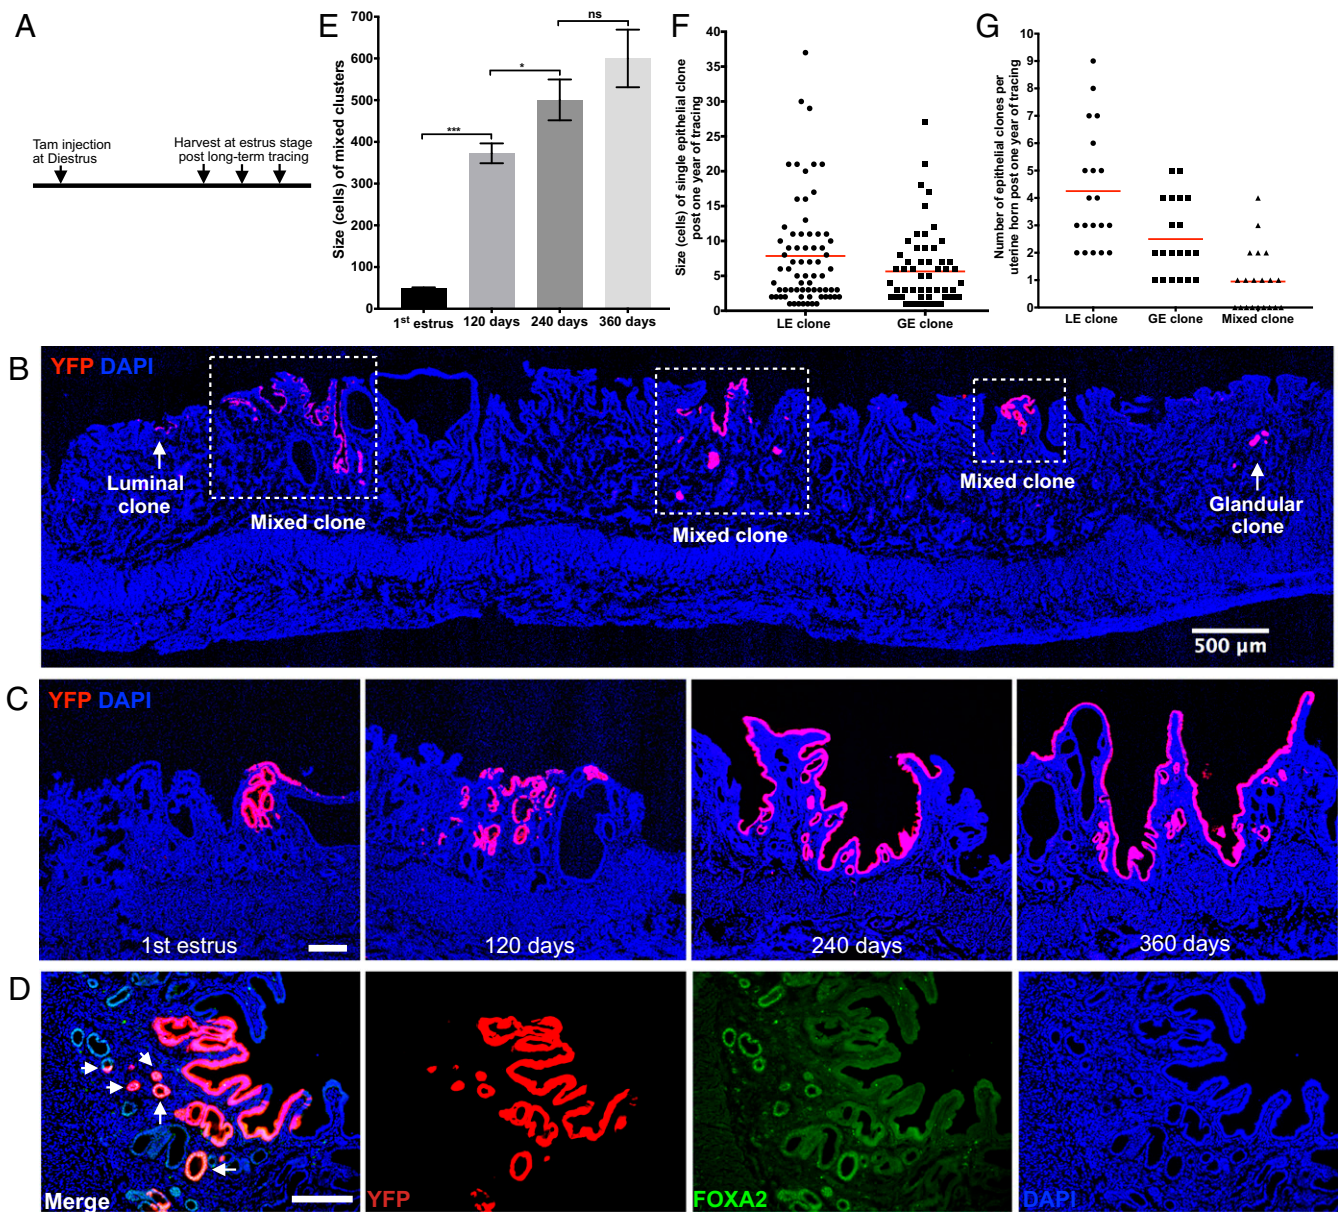 A
Tam injection
at Diestrus
Harvest at estrus stage
post long-term tracing
E
Size (cells) of mixed clusters
700
600
500
400
300
200
100
0
***
*
ns
1st estrus
120 days
240 days
360 days
F
Size (cells) of single epithelial clone
post one year of tracing
40
35
30
25
20
15
10
5
0
LE clone
GE clone
G
Number of epithelial clones per
uterine horn post one year of tracing
10
9
8
7
6
5
4
3
2
1
0
LE clone
GE clone
Mixed clone
B
YFP DAPI
Luminal
clone
Mixed clone
Mixed clone
Mixed clone
Glandular
clone
500 μm
C
YFP DAPI
1st estrus
120 days
240 days
360 days
D
Merge
YFP
FOXA2
DAPI